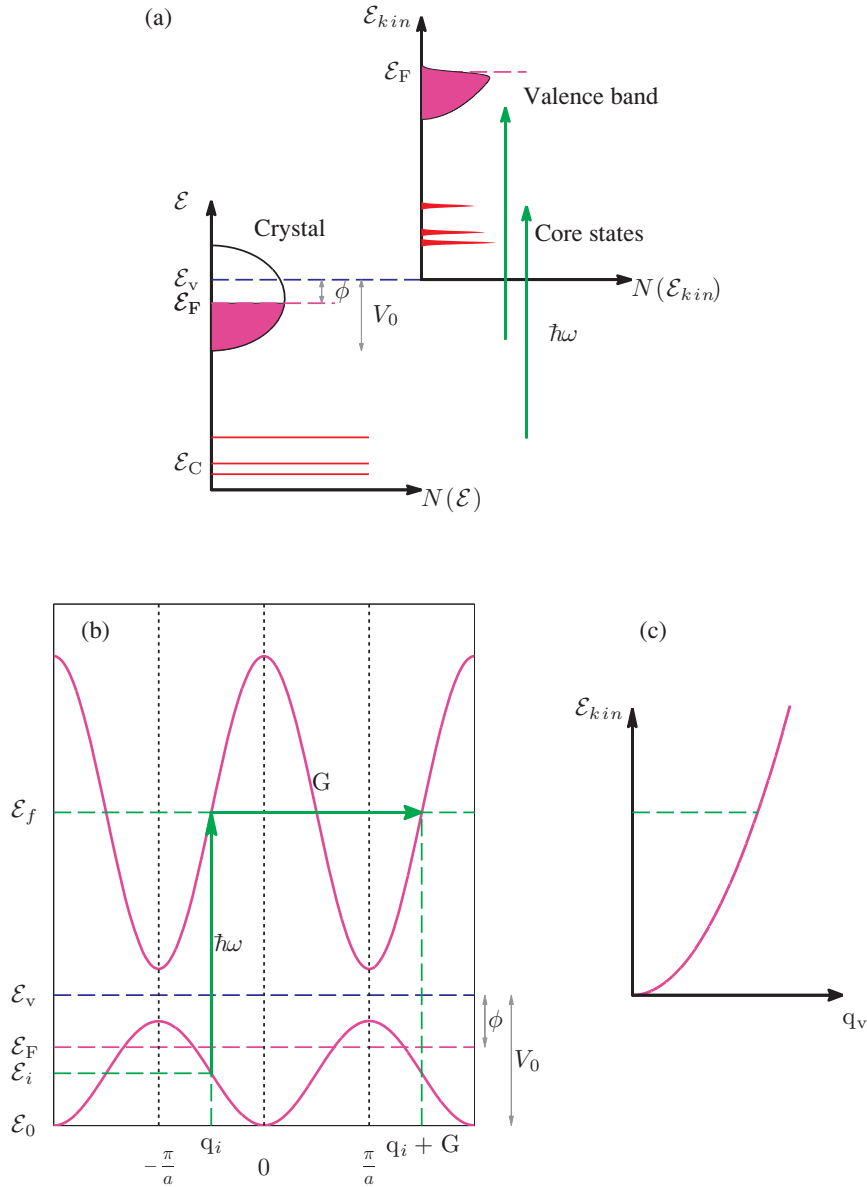 (a)
ℰ_kin
ℰ_F
Valence band
ℰ
Crystal
Core states
ℰ_v
ϕ
N(ℰ_kin)
ℰ_F
V_0
ħω
ℰ_C
N(ℰ)
(b)
(c)
ℰ_kin
G
ℰ_f
ħω
ℰ_v
q_v
ϕ
ℰ_F
V_0
ℰ_i
ℰ_0
q_i
q_i + G
-π/a
0
π/a